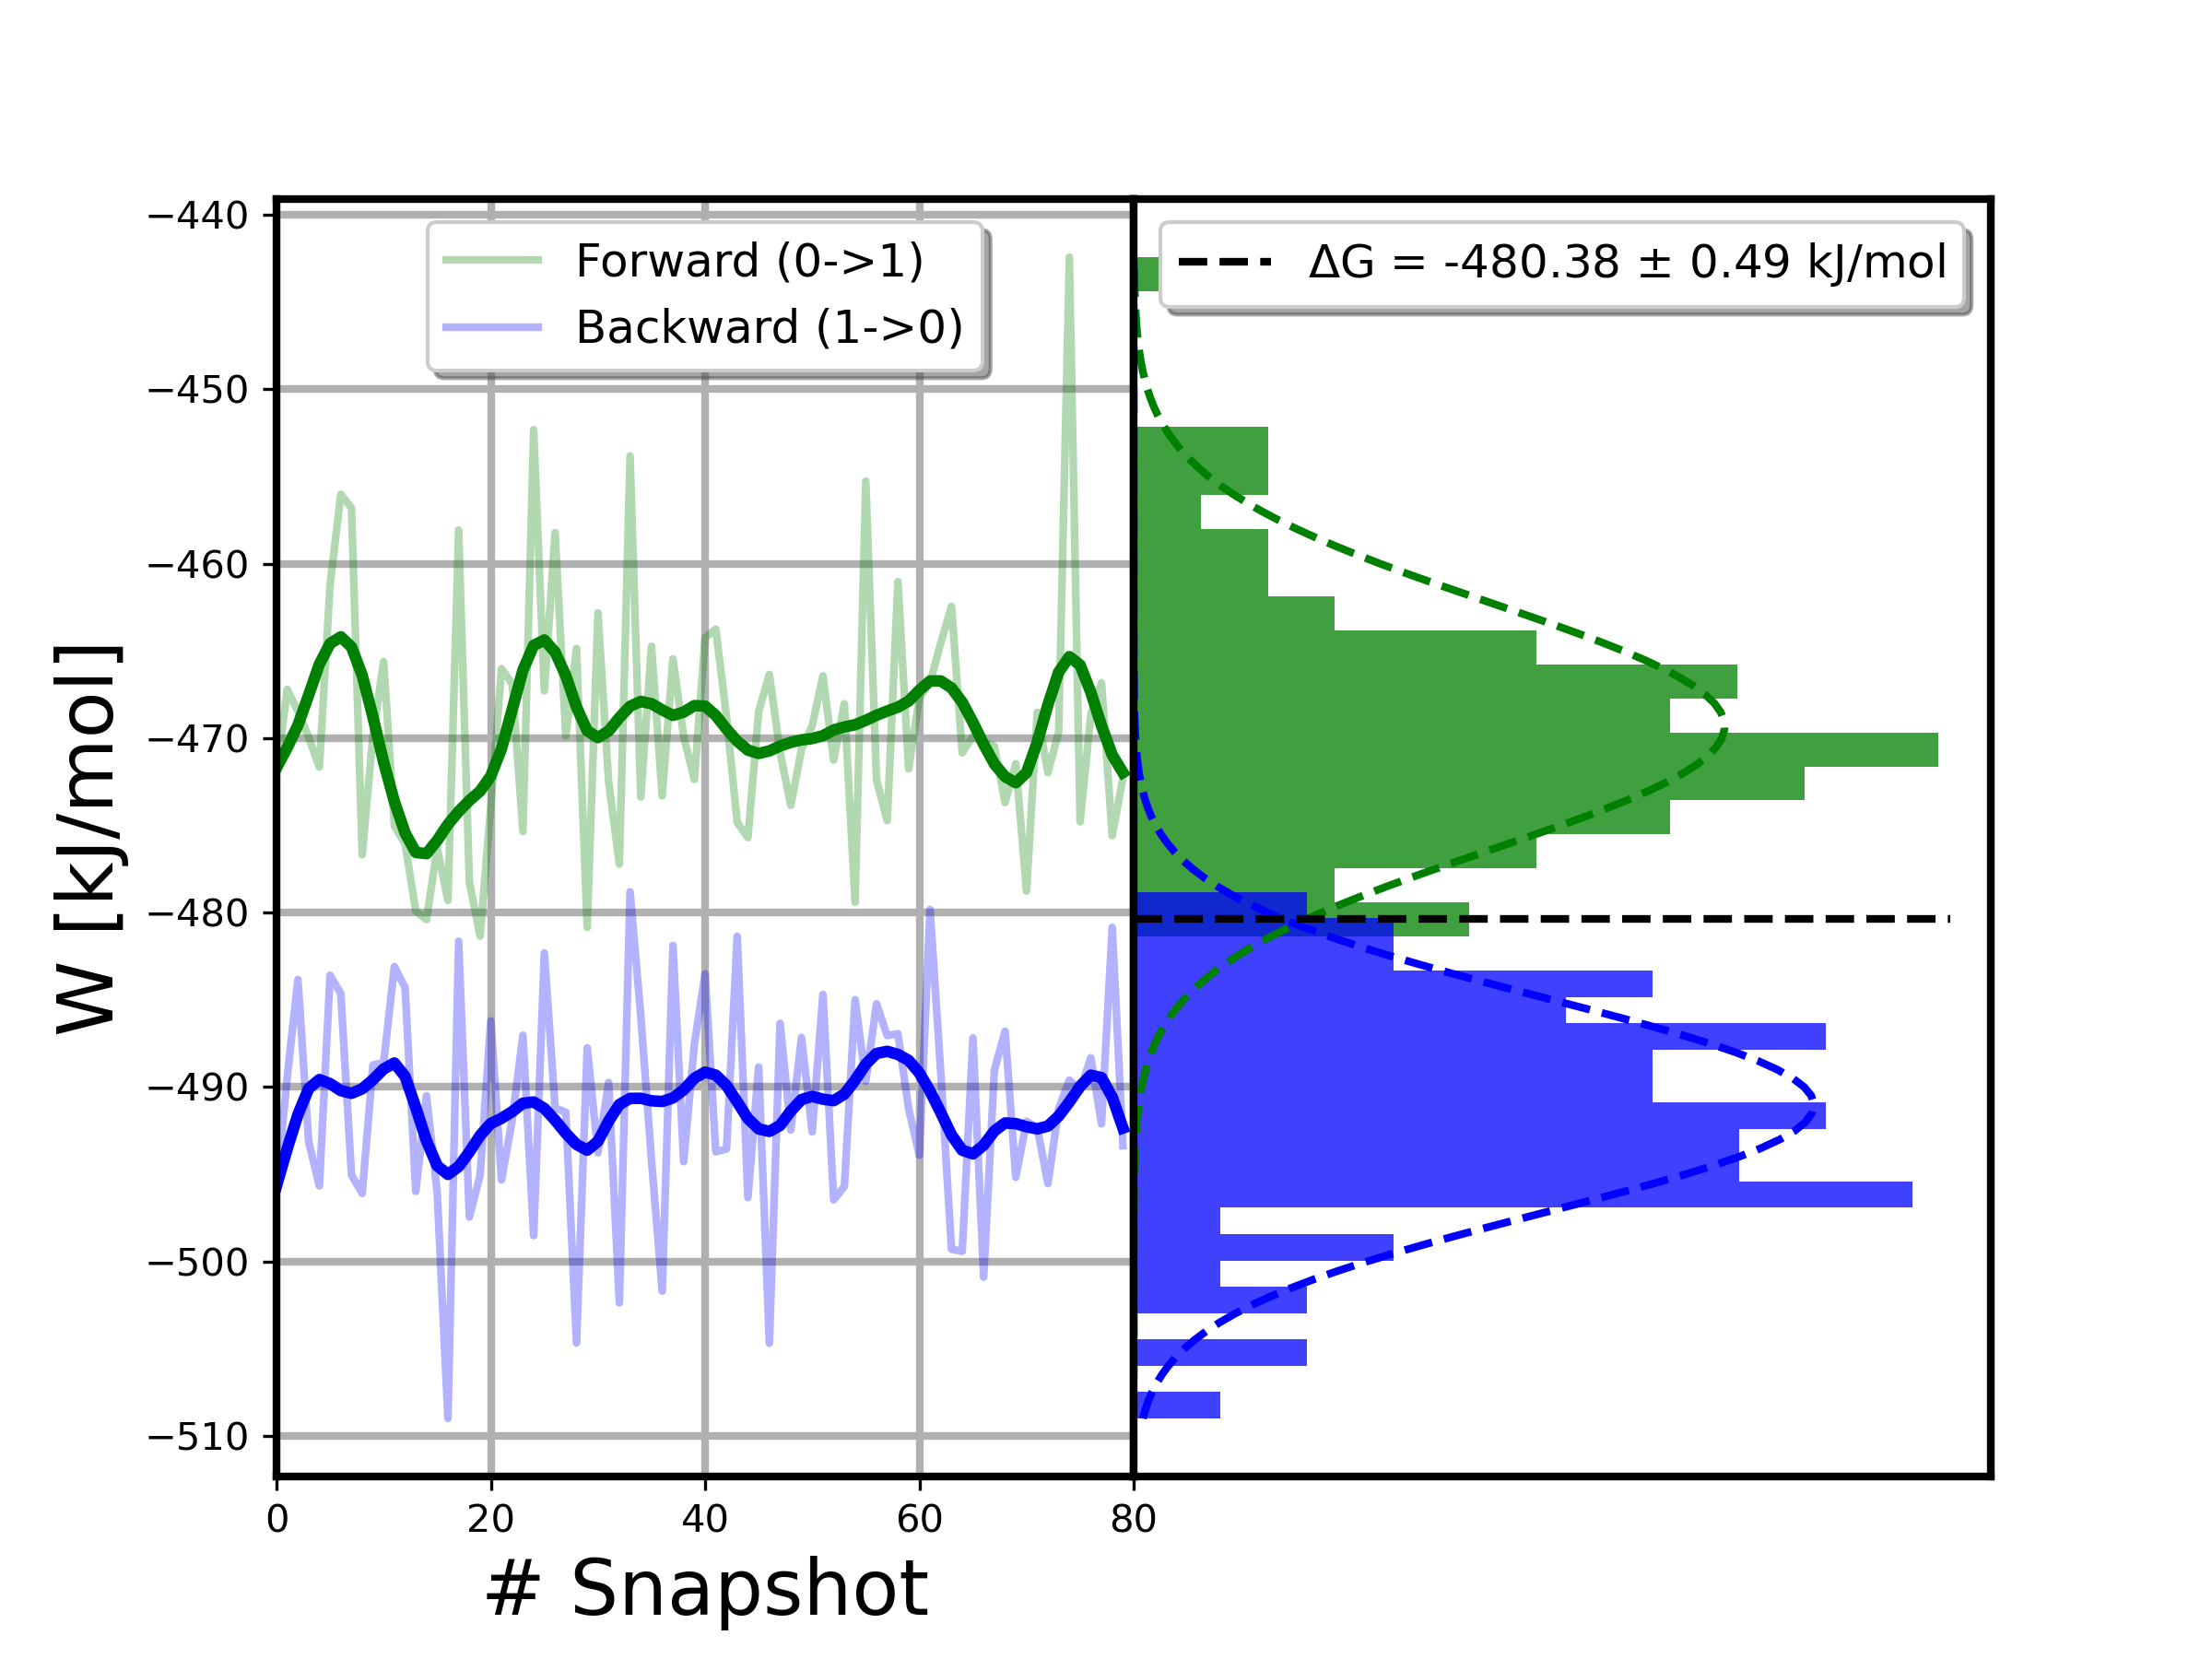 Forward (0->1)
Backward (1->0)
ΔG = -480.38 ± 0.49 kJ/mol
W [kJ/mol]
−440
−450
−460
−470
−480
−490
−500
−510
0 20 40 60 80
# Snapshot